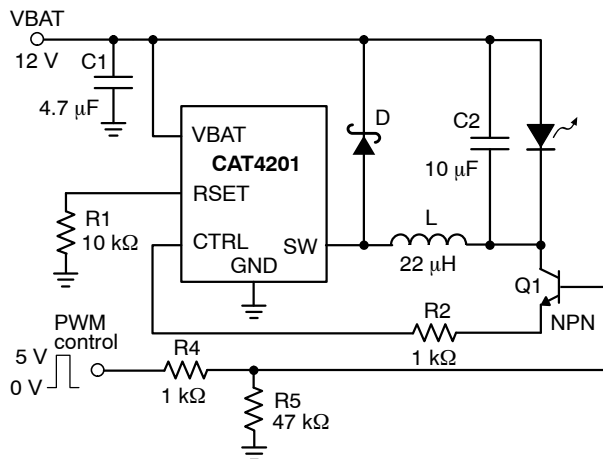 VBAT
12 V
C1
4.7 μF
VBAT
CAT4201
RSET
CTRL
SW
GND
D
C2
10 μF
L
22 μH
R1
10 kΩ
Q1
NPN
R2
1 kΩ
PWM
control
5 V
0 V
R4
1 kΩ
R5
47 kΩ